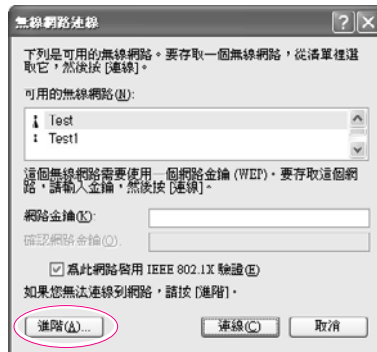 無線網路連線
下列是可用的無線網路。要存取一個無線網路，從清單裡選
取它，然後按 [連線]。
可用的無線網路(N):
Test
Test1
這個無線網路需要使用一個網路金鑰 (WEP)。要存取這個網
路，請輸入金鑰，然後按 [連線]。
網路金鑰(K):
確認網路金鑰(O):
為此網路啟用 IEEE 802.1X 驗證(E)
如果您無法連線到網路，請按 [進階]。
進階(A)...
連線(C)
取消